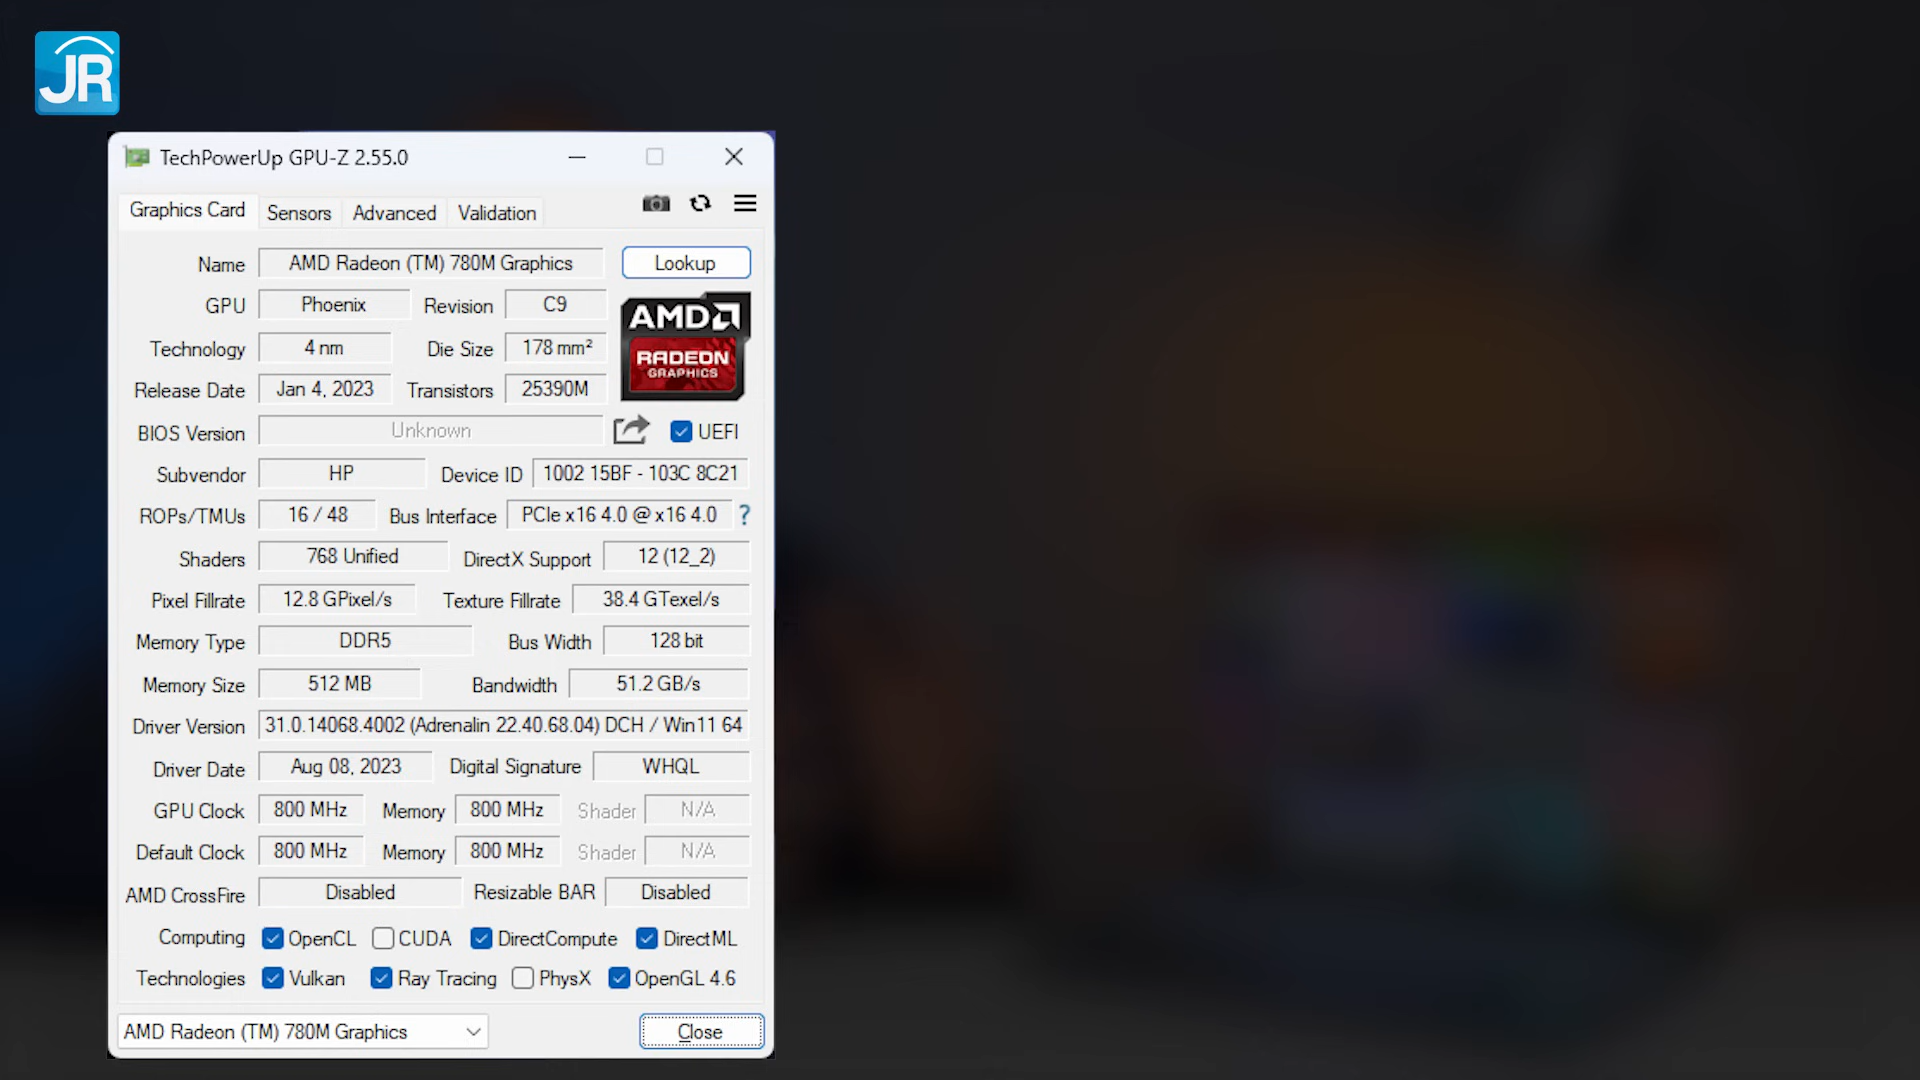 JR
TechPowerUp GPU-Z 2.55.0
Graphics Card Sensors Advanced Validation
Name AMD Radeon (TM) 780M Graphics Lookup
GPU Phoenix Revision C9
AMD
RADEON
GRAPHICS
Technology 4 nm Die Size 178 mm²
Release Date Jan 4, 2023 Transistors 25390M
BIOS Version Unknown UEFI
Subvendor HP Device ID 1002 15BF - 103C 8C21
ROPs/TMUs 16 / 48 Bus Interface PCIe x16 4.0 @ x16 4.0 ?
Shaders 768 Unified DirectX Support 12 (12_2)
Pixel Fillrate 12.8 GPixel/s Texture Fillrate 38.4 GTexel/s
Memory Type DDR5 Bus Width 128 bit
Memory Size 512 MB Bandwidth 51.2 GB/s
Driver Version 31.0.14068.4002 (Adrenalin 22.40.68.04) DCH / Win11 64
Driver Date Aug 08, 2023 Digital Signature WHQL
GPU Clock 800 MHz Memory 800 MHz Shader N/A
Default Clock 800 MHz Memory 800 MHz Shader N/A
AMD CrossFire Disabled Resizable BAR Disabled
Computing OpenCL CUDA DirectCompute DirectML
Technologies Vulkan Ray Tracing PhysX OpenGL 4.6
AMD Radeon (TM) 780M Graphics Close